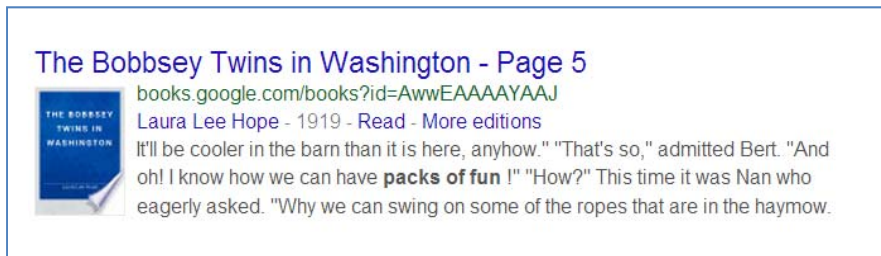 The Bobbsey Twins in Washington - Page 5
books.google.com/books?id=AwwEAAAAYAAJ
Laura Lee Hope - 1919 - Read - More editions
It'll be cooler in the barn than it is here, anyhow." "That's so," admitted Bert. "And
oh! I know how we can have packs of fun !" "How?" This time it was Nan who
eagerly asked. "Why we can swing on some of the ropes that are in the haymow.
THE BOBBSEY
TWINS IN
WASHINGTON